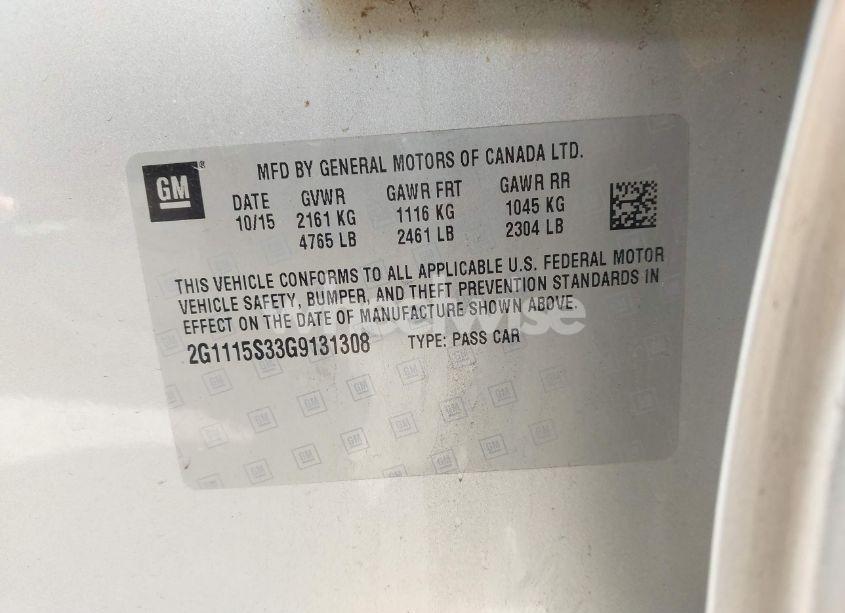 GM
MFD BY GENERAL MOTORS OF CANADA LTD.
DATE GVWR GAWR FRT GAWR RR
10/15 2161 KG 1116 KG 1045 KG
4765 LB 2461 LB 2304 LB
THIS VEHICLE CONFORMS TO ALL APPLICABLE U.S. FEDERAL MOTOR
VEHICLE SAFETY, BUMPER, AND THEFT PREVENTION STANDARDS IN
EFFECT ON THE DATE OF MANUFACTURE SHOWN ABOVE.
2G1115S33G9131308 TYPE: PASS CAR